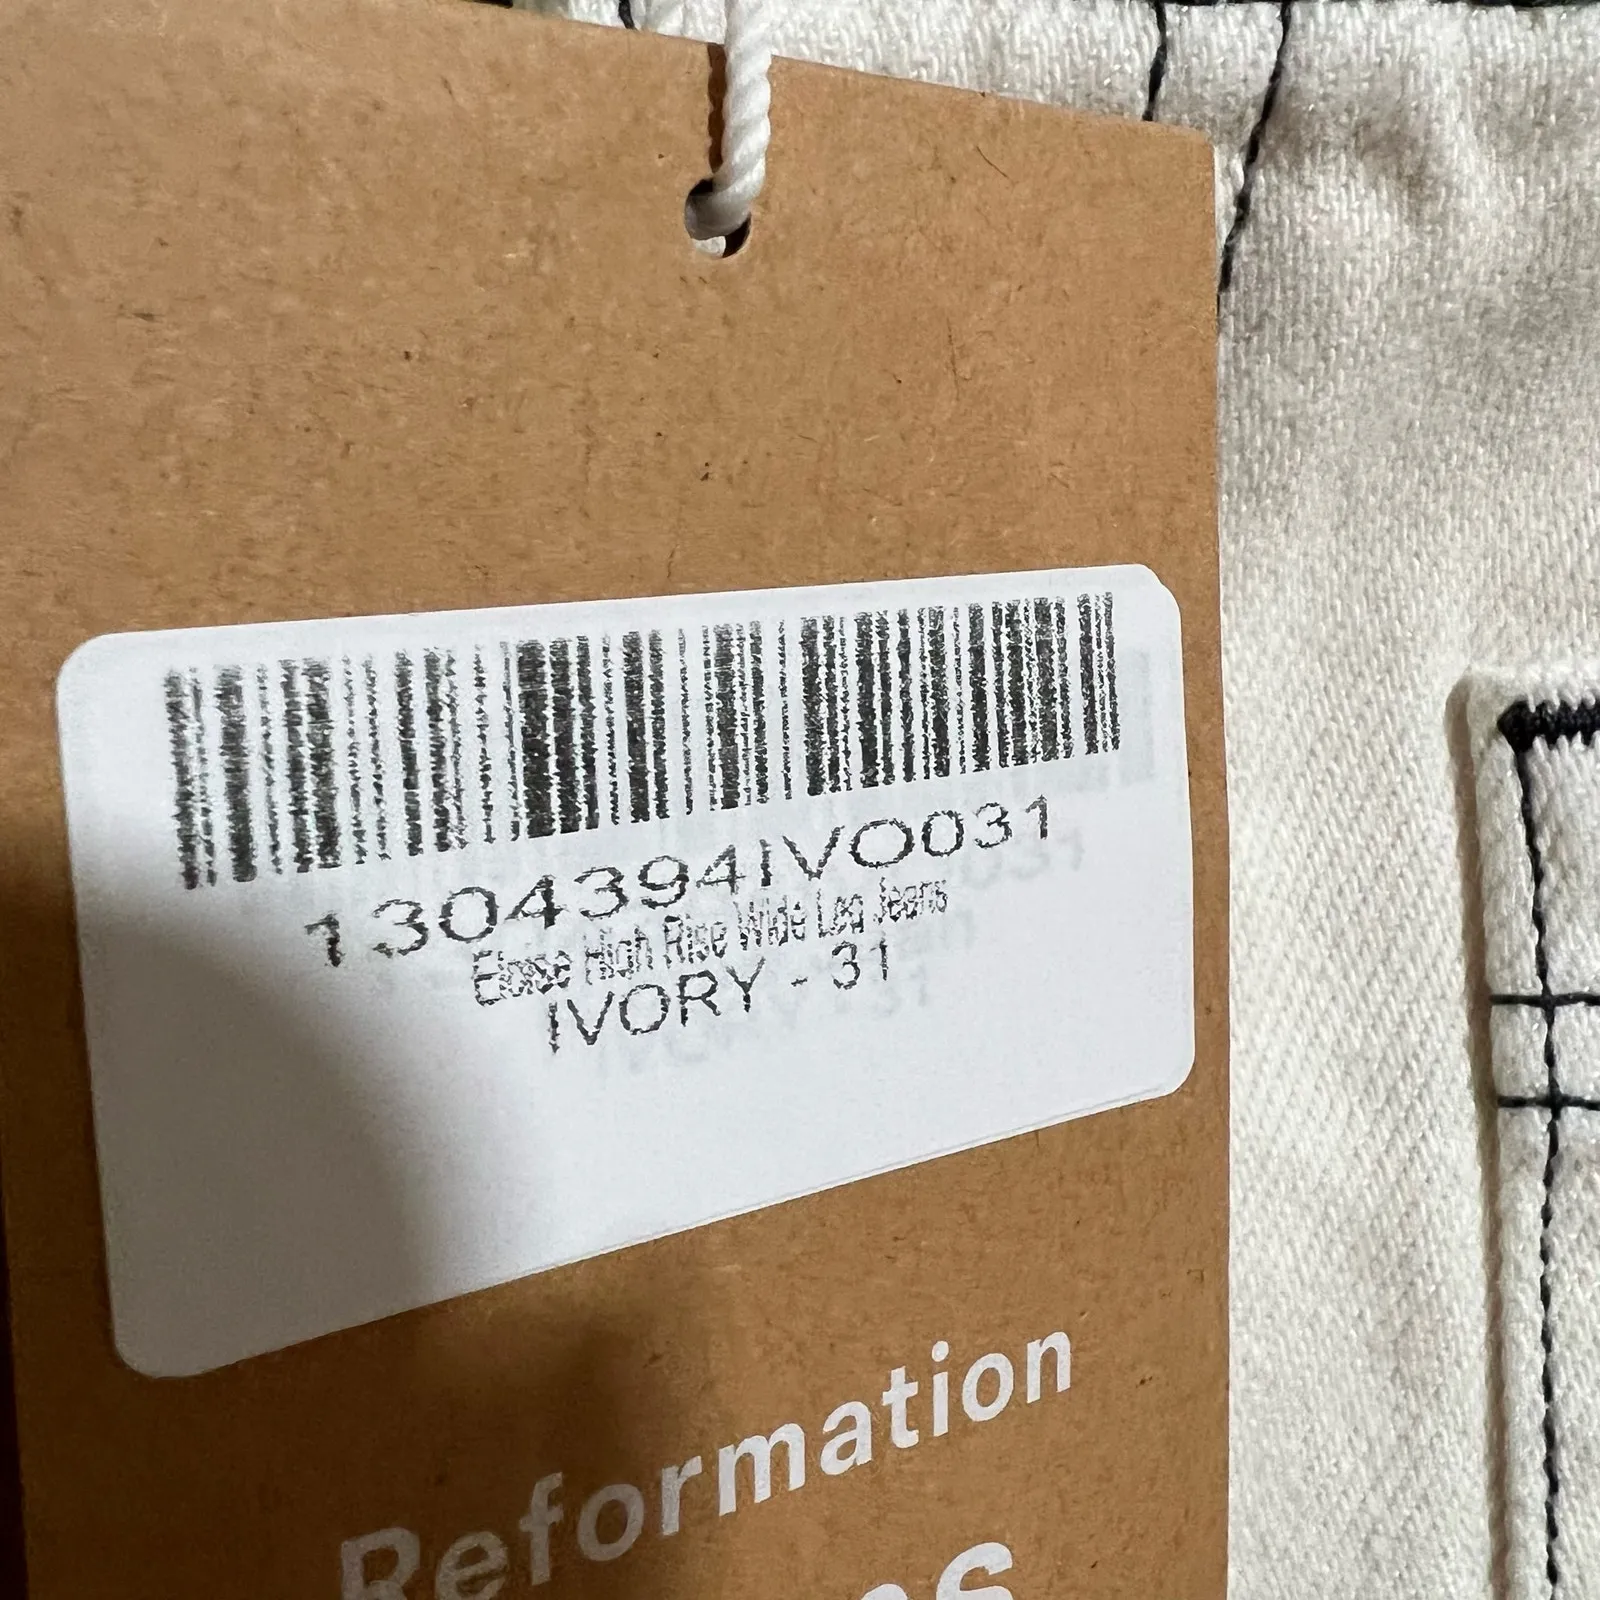 1304394IVO031
Eloise High Rise Wide Leg Jeans
IVORY - 31
Reformation